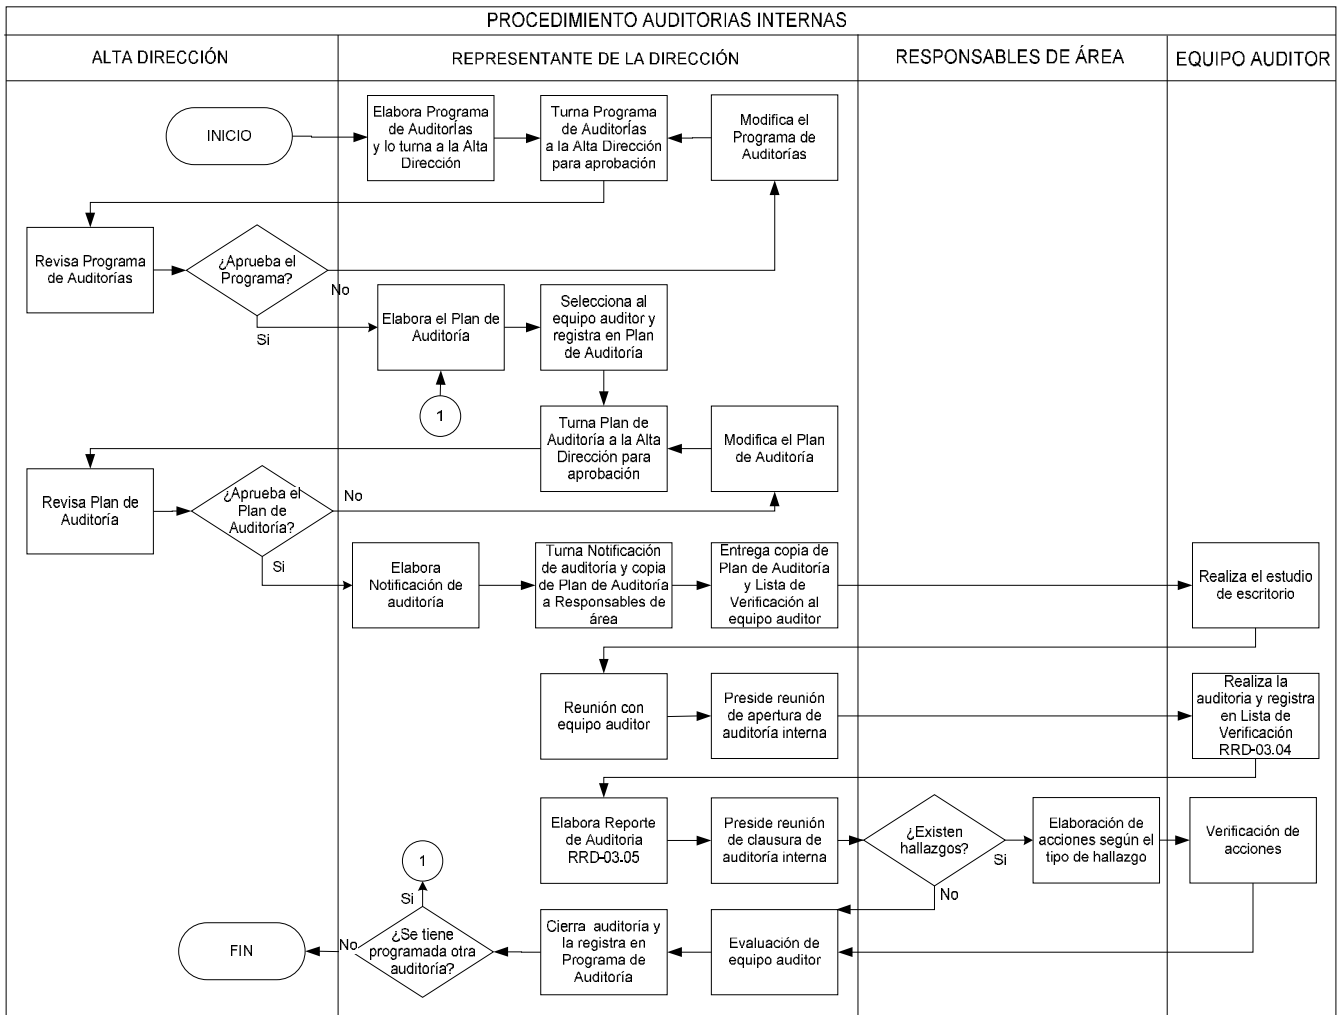 PROCEDIMIENTO AUDITORIAS INTERNAS
ALTA DIRECCIÓN
REPRESENTANTE DE LA DIRECCIÓN
RESPONSABLES DE ÁREA
EQUIPO AUDITOR
INICIO
Elabora Programa
de Auditorías
y lo turna a la Alta
Dirección
Turna Programa
de Auditorías
a la Alta Dirección
para aprobación
Modifica el
Programa de
Auditorías
Revisa Programa
de Auditorías
¿Aprueba el
Programa?
No
Si
Elabora el Plan de
Auditoría
Selecciona al
equipo auditor y
registra en Plan
de Auditoría
1
Turna Plan de
Auditoría a la Alta
Dirección para
aprobación
Modifica el Plan
de Auditoría
Revisa Plan de
Auditoría
¿Aprueba el
Plan de
Auditoría?
No
Si
Elabora
Notificación de
auditoría
Turna Notificación
de auditoría y copia
de Plan de Auditoría
a Responsables de
área
Entrega copia de
Plan de Auditoría
y Lista de
Verificación al
equipo auditor
Realiza el estudio
de escritorio
Reunión con
equipo auditor
Preside reunión
de apertura de
auditoría interna
Realiza la
auditoria y registra
en Lista de
Verificación
RRD-03.04
Elabora Reporte
de Auditoria
RRD-03.05
Preside reunión
de clausura de
auditoría interna
¿Existen
hallazgos?
Si
No
Elaboración de
acciones según el
tipo de hallazgo
Verificación de
acciones
1
Si
FIN
No
¿Se tiene
programada otra
auditoría?
Cierra auditoría y
la registra en
Programa de
Auditoría
Evaluación de
equipo auditor